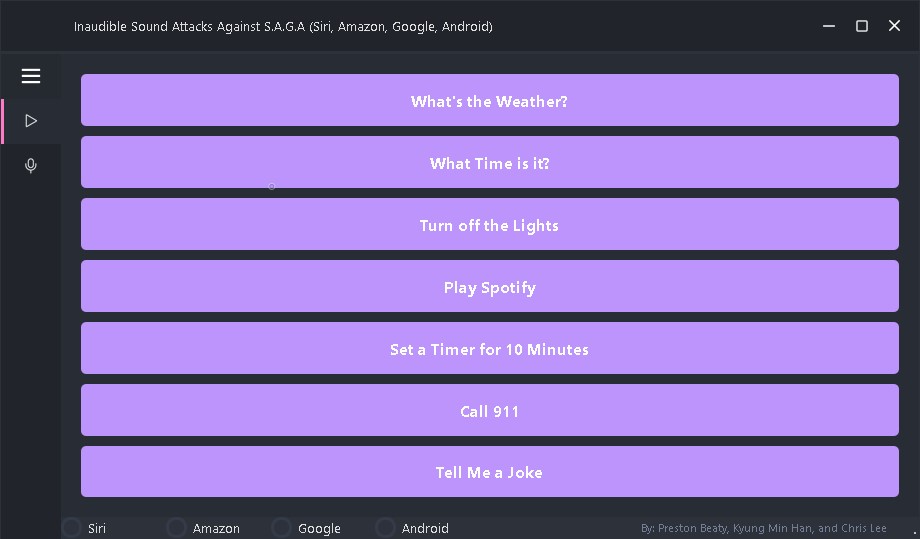 Inaudible Sound Attacks Against S.A.G.A (Siri, Amazon, Google, Android)
What's the Weather?
What Time is it?
Turn off the Lights
Play Spotify
Set a Timer for 10 Minutes
Call 911
Tell Me a Joke
Siri Amazon Google Android By: Preston Beaty, Kyung Min Han, and Chris Lee